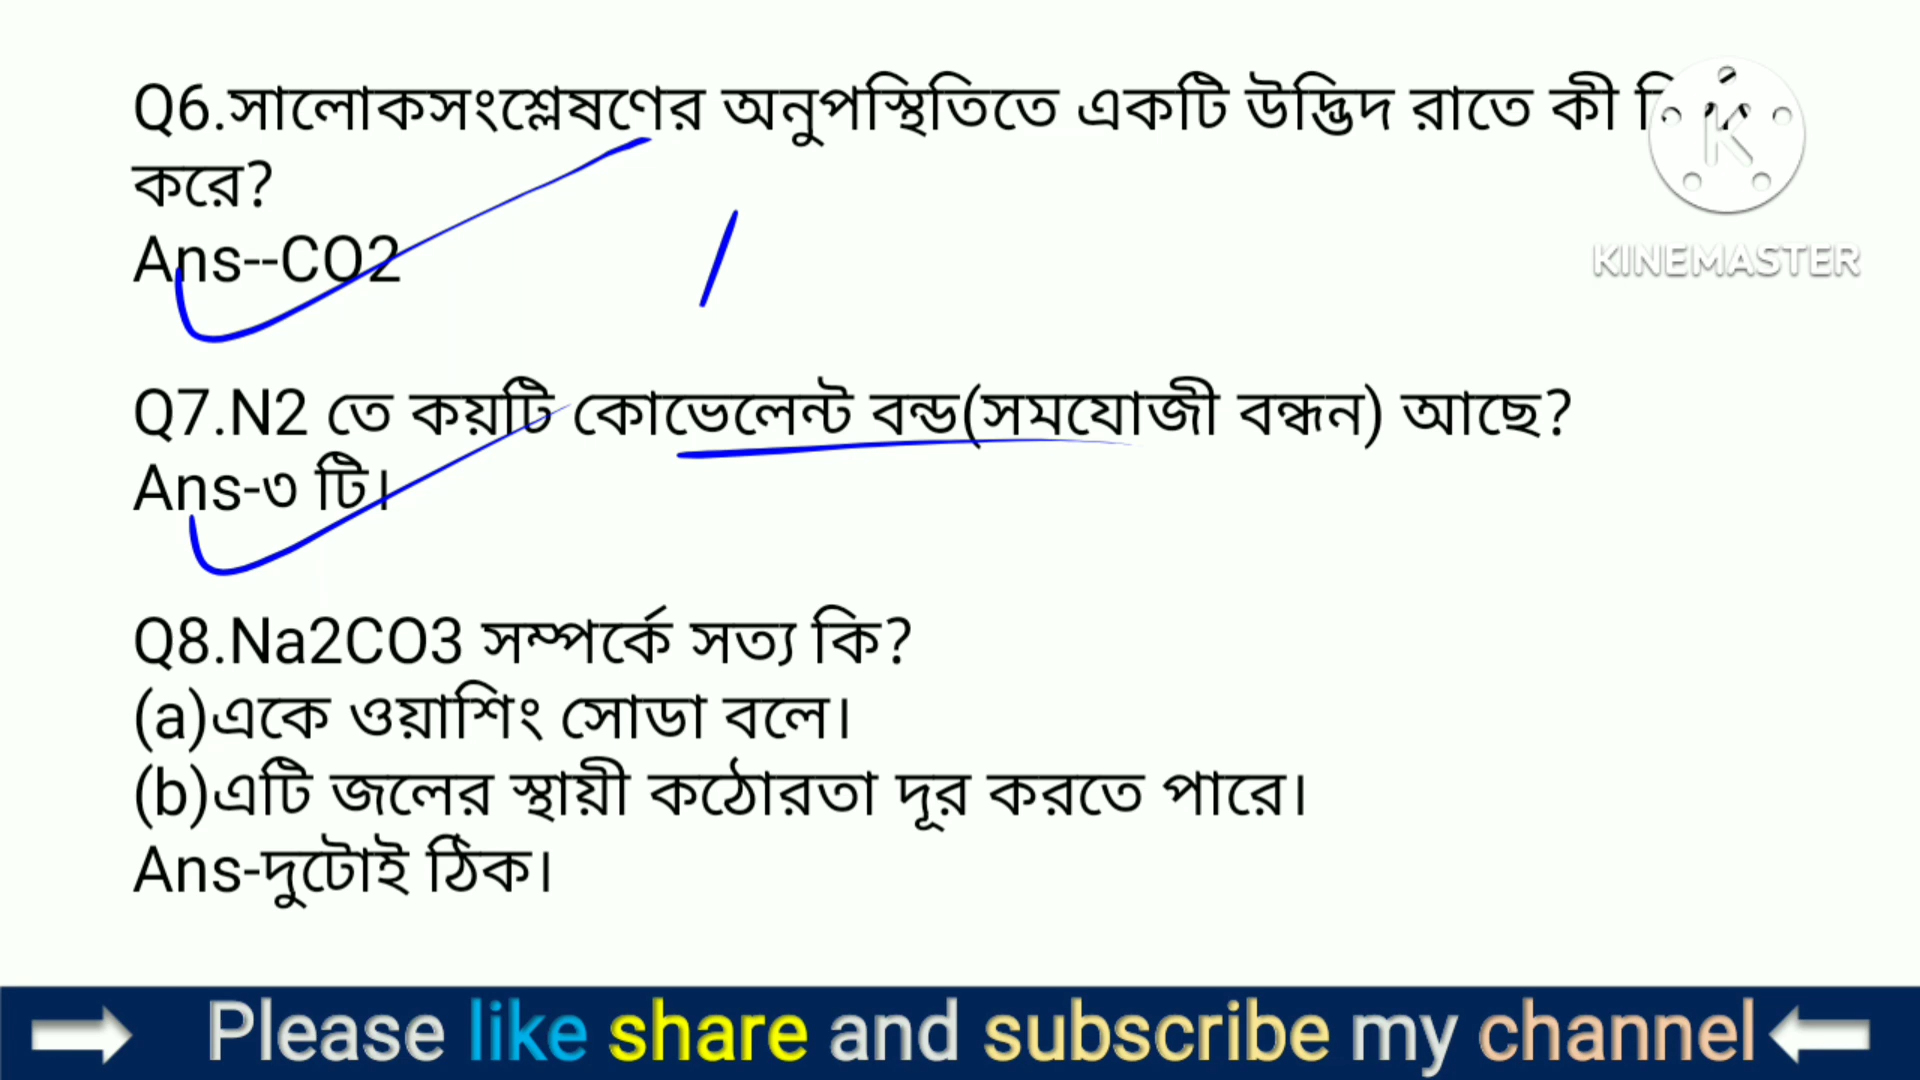 Q6.সালোকসংশ্লেষণের অনুপস্থিতিতে একটি উদ্ভিদ রাতে কী
করে?
Ans--CO2
Q7.N2 তে কয়টি কোভেলেন্ট বন্ড(সমযোজী বন্ধন) আছে?
Ans-৩ টি।
Q8.Na2CO3 সম্পর্কে সত্য কি?
(a)একে ওয়াশিং সোডা বলে।
(b)এটি জলের স্থায়ী কঠোরতা দূর করতে পারে।
Ans-দুটোই ঠিক।
K
KINEMASTER
Please like share and subscribe my channel